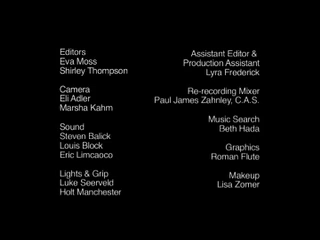 Editors
Eva Moss
Shirley Thompson
Camera
Eli Adler
Marsha Kahm
Sound
Steven Balick
Louis Block
Eric Limcaoco
Lights & Grip
Luke Seerveld
Holt Manchester
Assistant Editor &
Production Assistant
Lyra Frederick
Re-recording Mixer
Paul James Zahnley, C.A.S.
Music Search
Beth Hada
Graphics
Roman Flute
Makeup
Lisa Zomer